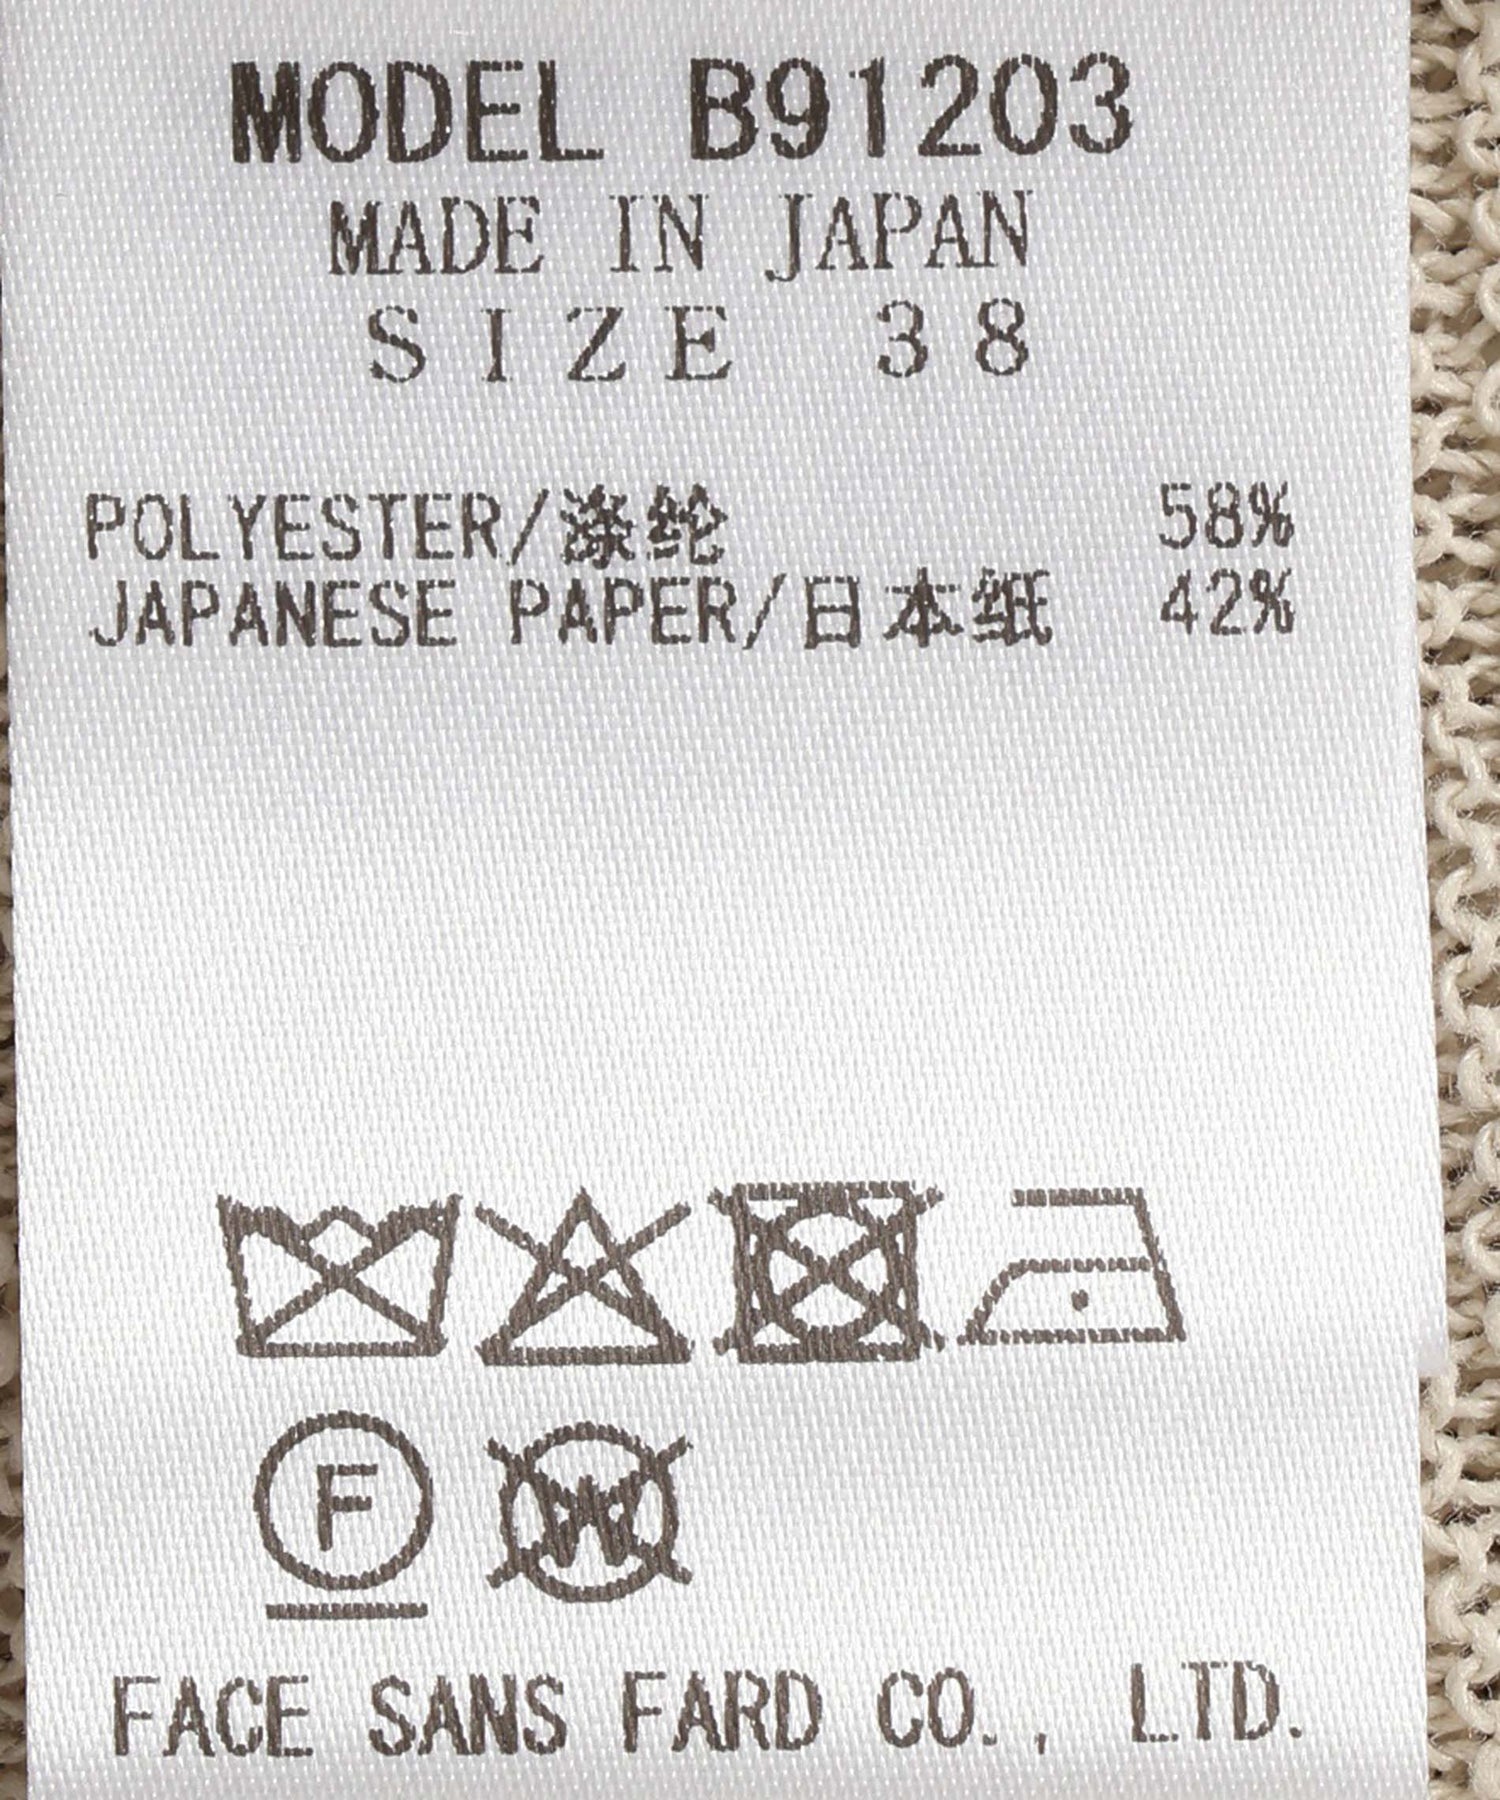 MODEL B91203
MADE IN JAPAN
SIZE 38
POLYESTER/涤纶 58%
JAPANESE PAPER/日本纸 42%
F W
FACE SANS FARD CO., LTD.